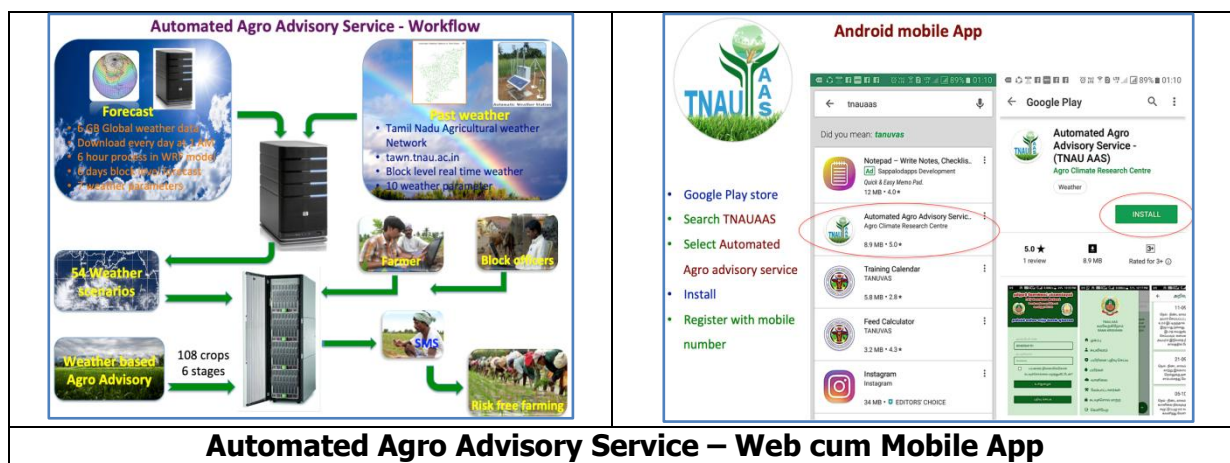 Automated Agro Advisory Service - Workflow
Automatic Weather Station
Forecast
• 6 GB Global weather data
• Download every day at 1 AM
• 6 hour process in WRF model
• 6 days block level forecast
• 7 weather parameters
Past weather
• Tamil Nadu Agricultural weather
Network
• tawn.tnau.ac.in
• Block level real time weather
• 10 weather parameter
Farmer
Block officers
54 Weather
scenarios
Weather based
Agro Advisory
108 crops
6 stages
SMS
Risk free farming
Android mobile App
TNAU AAS
• Google Play store
• Search TNAUAAS
• Select Automated
Agro advisory service
• Install
• Register with mobile
number
89% 01:10
tnauaas
Did you mean: tanuvas
Notepad – Write Notes, Checklis..
Ad Sappalodapps Development
Quick & Easy Memo Pad.
12 MB • 4.0★
Automated Agro Advisory Servic..
Agro Climate Research Centre
8.9 MB • 5.0★
Training Calendar
TANUVAS
5.8 MB • 2.8★
Feed Calculator
TANUVAS
3.2 MB • 4.3★
Instagram
Instagram
34 MB • EDITORS' CHOICE
89% 01:10
Google Play
Automated Agro
Advisory Service -
(TNAU AAS)
Agro Climate Research Centre
Weather
INSTALL
5.0 ★
1 review
8.9 MB
3+
Rated for 3+
Automated Agro Advisory Service – Web cum Mobile App